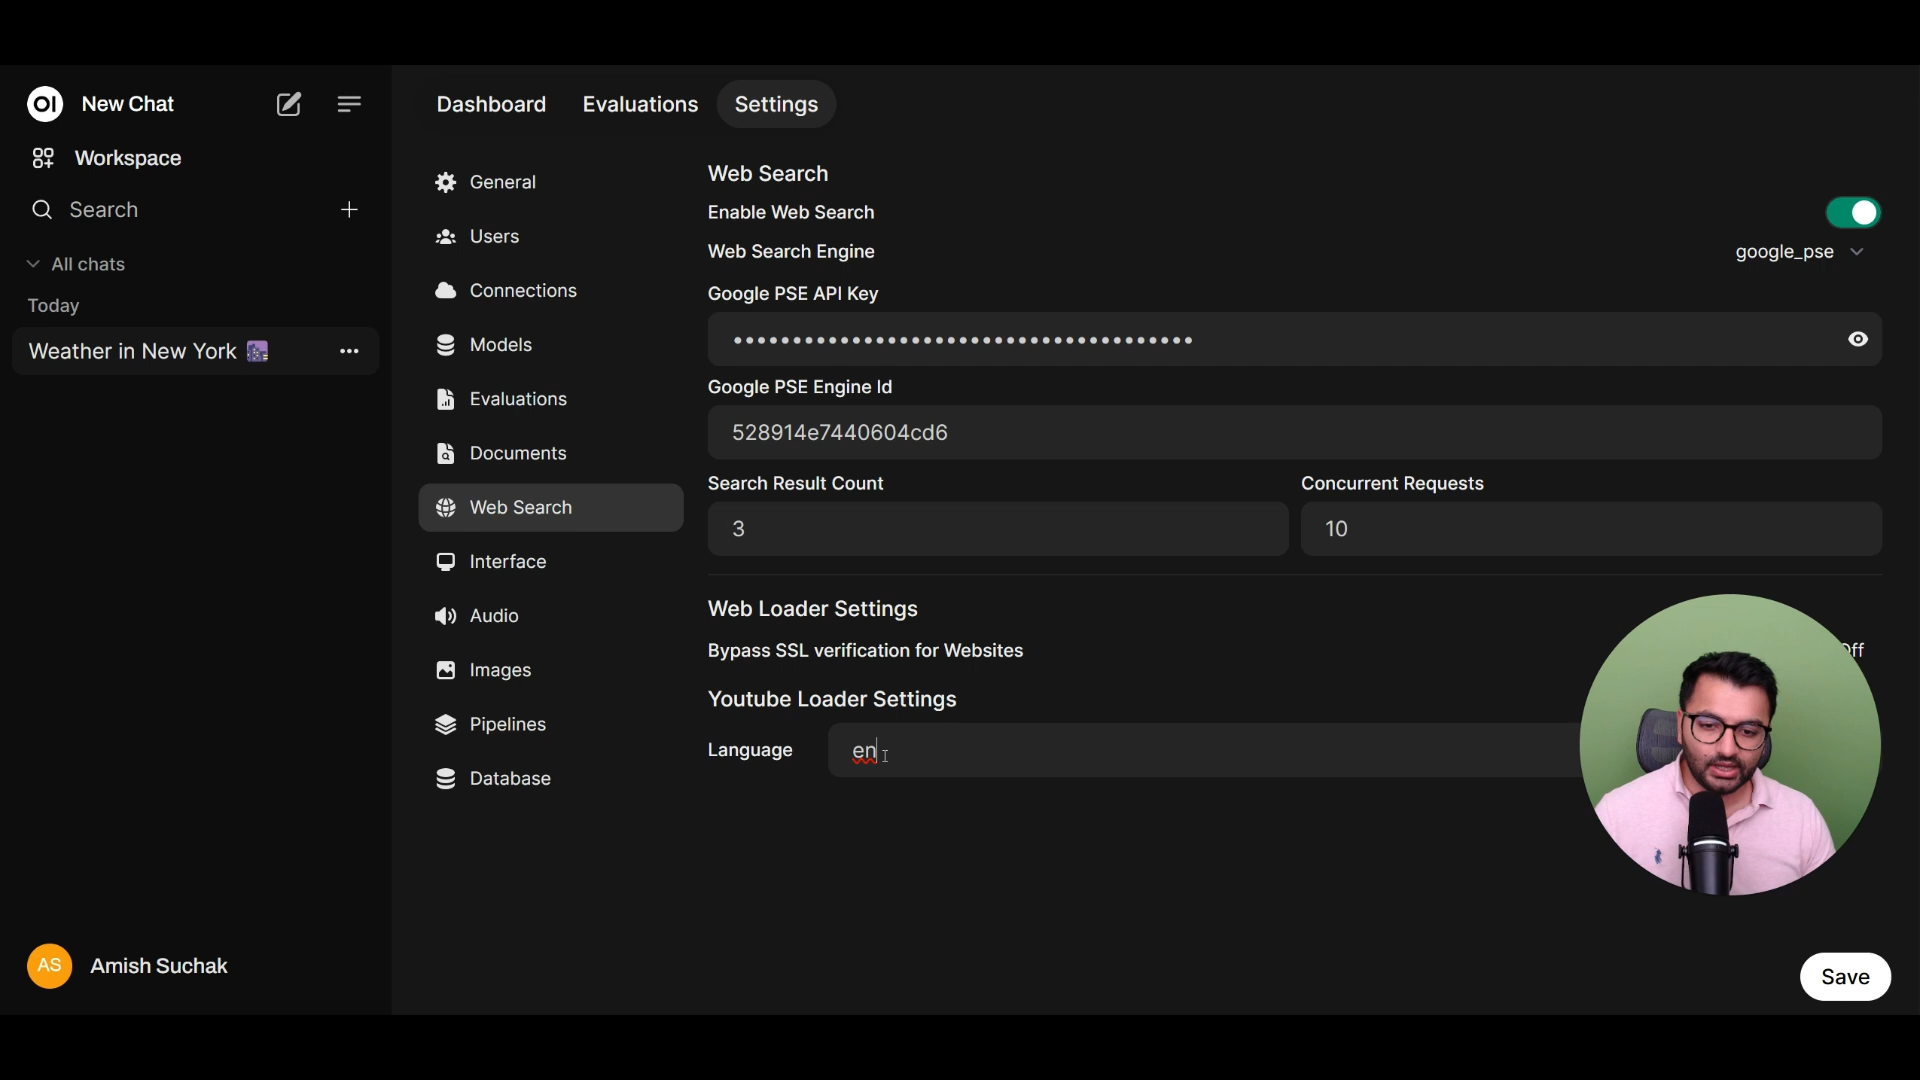 OI New Chat
Workspace
Search
All chats
Today
Weather in New York
AS Amish Suchak
Dashboard Evaluations Settings
General
Users
Connections
Models
Evaluations
Documents
Web Search
Interface
Audio
Images
Pipelines
Database
Web Search
Enable Web Search
Web Search Engine google_pse
Google PSE API Key
Google PSE Engine Id
528914e7440604cd6
Search Result Count Concurrent Requests
3 10
Web Loader Settings
Bypass SSL verification for Websites Off
Youtube Loader Settings
Language en
Save